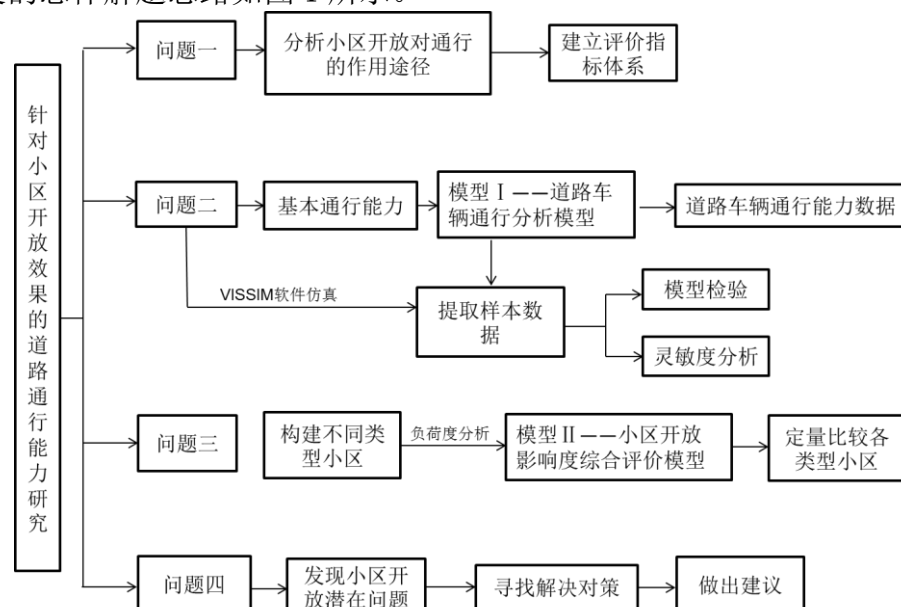 问题一
分析小区开放对通行
的作用途径
建立评价指
标体系
针对小区开放效果的道路通行能力研究
问题二
基本通行能力
模型Ⅰ——道路车
辆通行分析模型
道路车辆通行能力数据
VISSIM软件仿真
提取样本数
据
模型检验
灵敏度分析
问题三
构建不同类
型小区
负荷度分析
模型Ⅱ——小区开放
影响度综合评价模型
定量比较各
类型小区
问题四
发现小区开
放潜在问题
寻找解决对策
做出建议